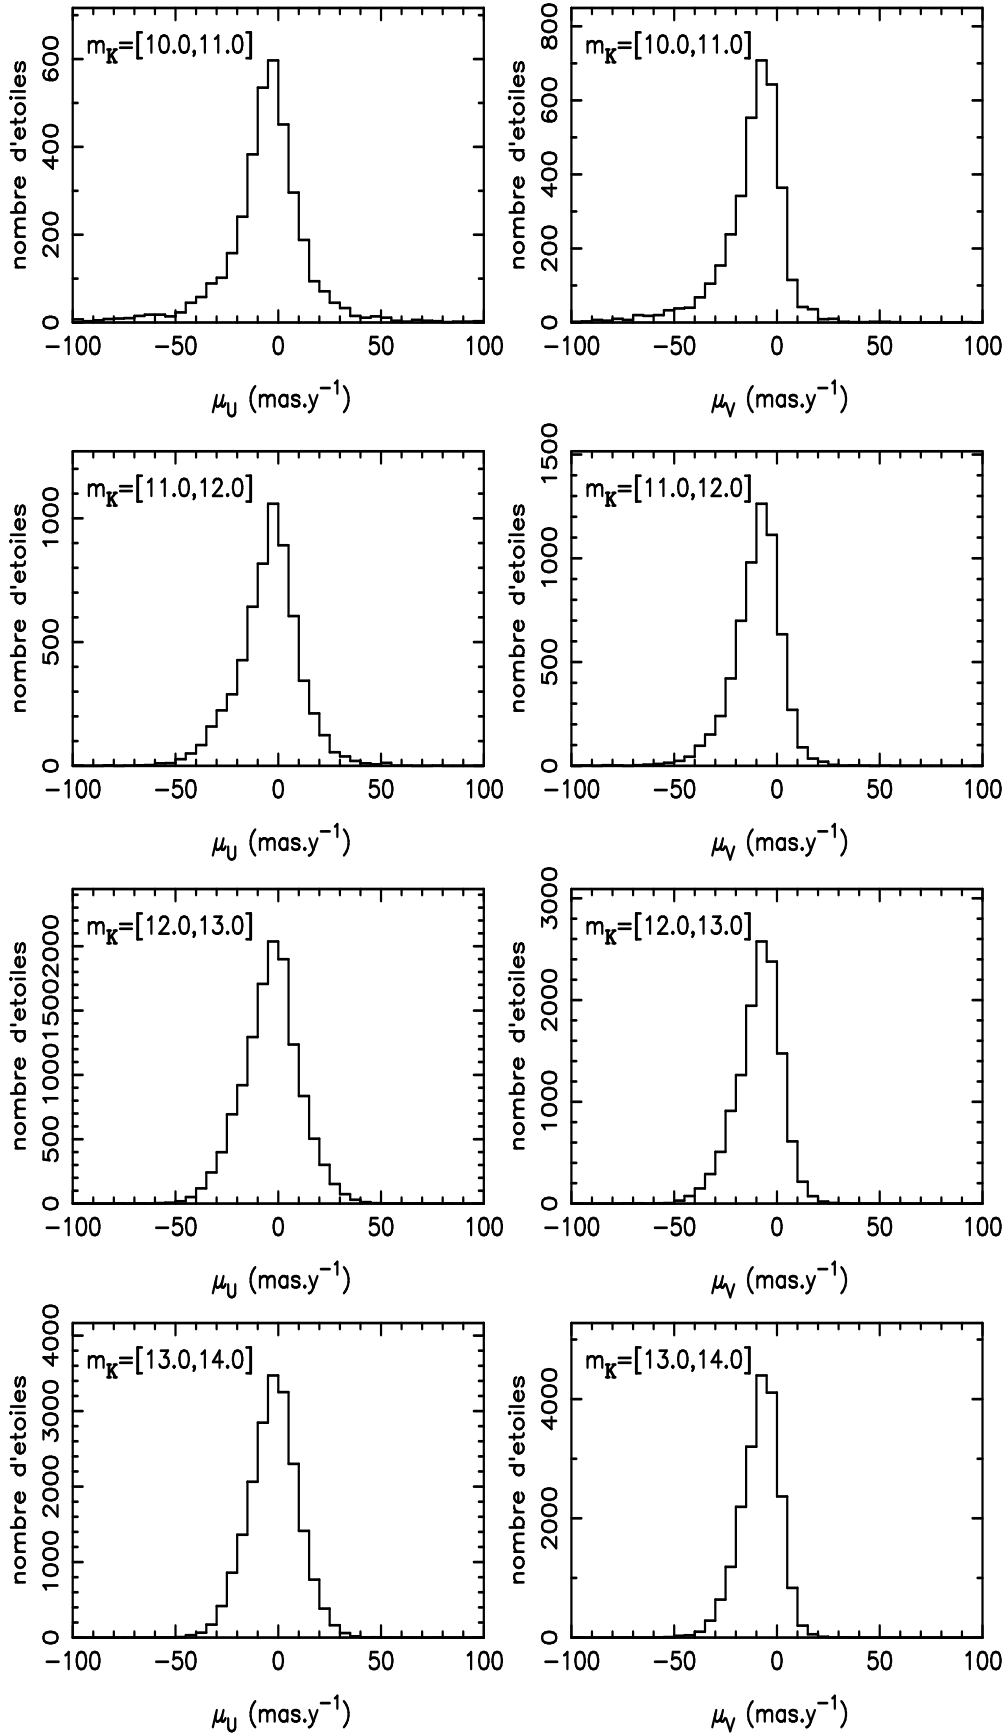 m_K=[10.0,11.0]
nombre d'etoiles
0 200 400 600
−100 −50 0 50 100
μ_U (mas.y⁻¹)
m_K=[10.0,11.0]
nombre d'etoiles
0 200 400 600 800
−100 −50 0 50 100
μ_V (mas.y⁻¹)
m_K=[11.0,12.0]
nombre d'etoiles
0 500 1000
−100 −50 0 50 100
μ_U (mas.y⁻¹)
m_K=[11.0,12.0]
nombre d'etoiles
0 500 1000 1500
−100 −50 0 50 100
μ_V (mas.y⁻¹)
m_K=[12.0,13.0]
nombre d'etoiles
0 500 1000 1500 2000
−100 −50 0 50 100
μ_U (mas.y⁻¹)
m_K=[12.0,13.0]
nombre d'etoiles
0 1000 2000 3000
−100 −50 0 50 100
μ_V (mas.y⁻¹)
m_K=[13.0,14.0]
nombre d'etoiles
0 1000 2000 3000 4000
−100 −50 0 50 100
μ_U (mas.y⁻¹)
m_K=[13.0,14.0]
nombre d'etoiles
0 2000 4000
−100 −50 0 50 100
μ_V (mas.y⁻¹)